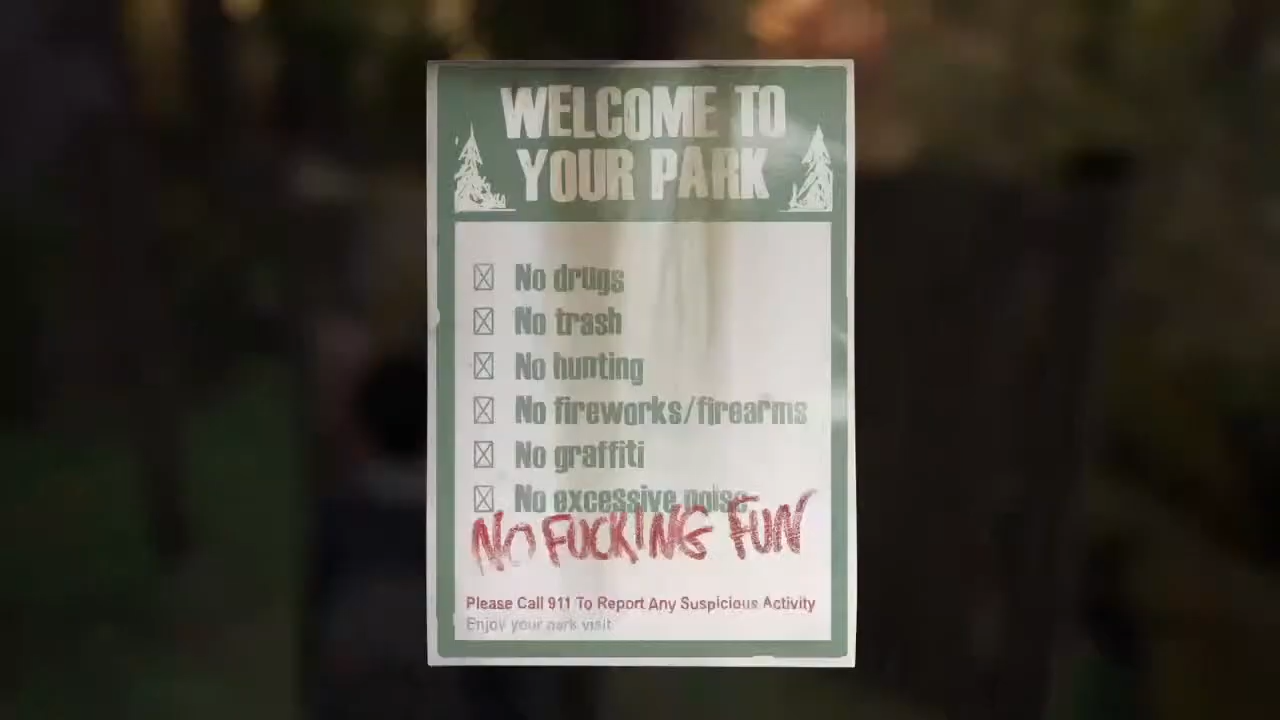 WELCOME TO
YOUR PARK
No drugs
No trash
No hunting
No fireworks/firearms
No graffiti
No excessive noise
NO FUCKING FUN
Please Call 911 To Report Any Suspicious Activity
Enjoy your park visit